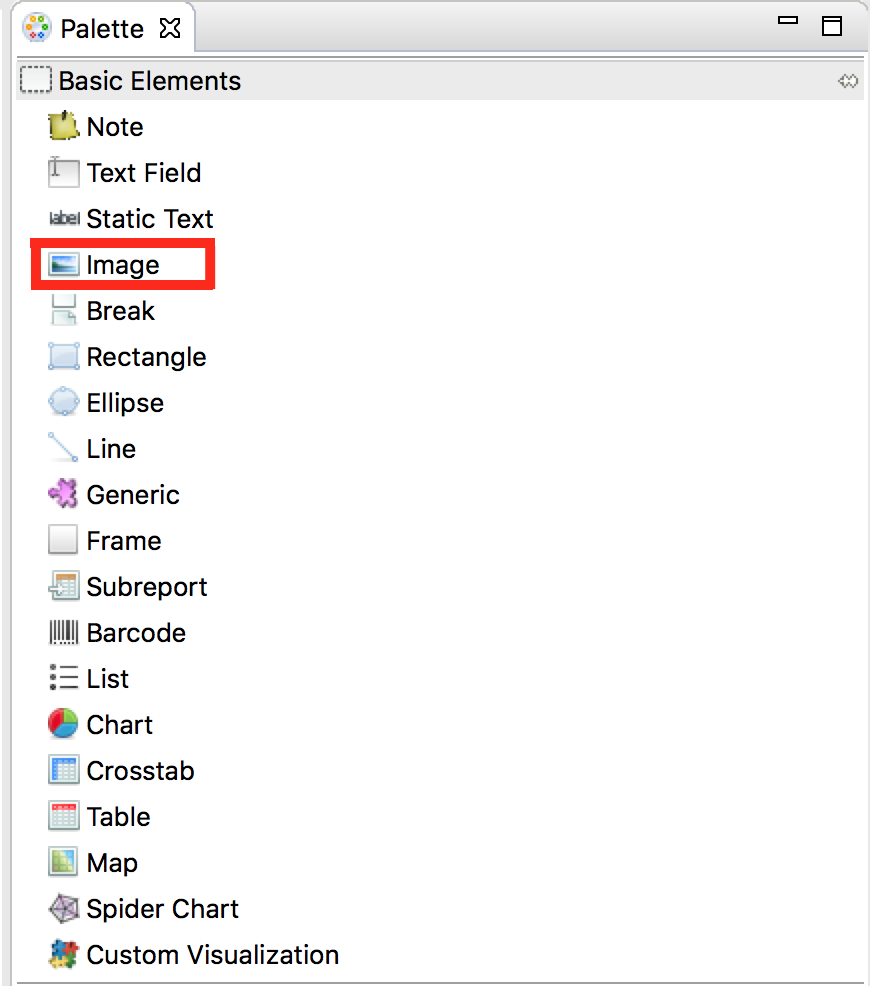 Palette
Basic Elements
Note
Text Field
label Static Text
Image
Break
Rectangle
Ellipse
Line
Generic
Frame
Subreport
Barcode
List
Chart
Crosstab
Table
Map
Spider Chart
Custom Visualization